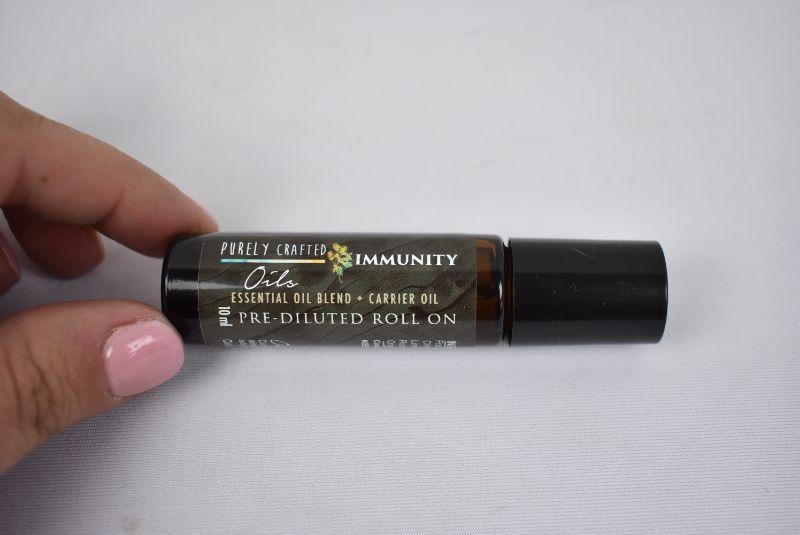 PURELY CRAFTED
Oils
IMMUNITY
ESSENTIAL OIL BLEND + CARRIER OIL
10 ml
PRE-DILUTED ROLL ON